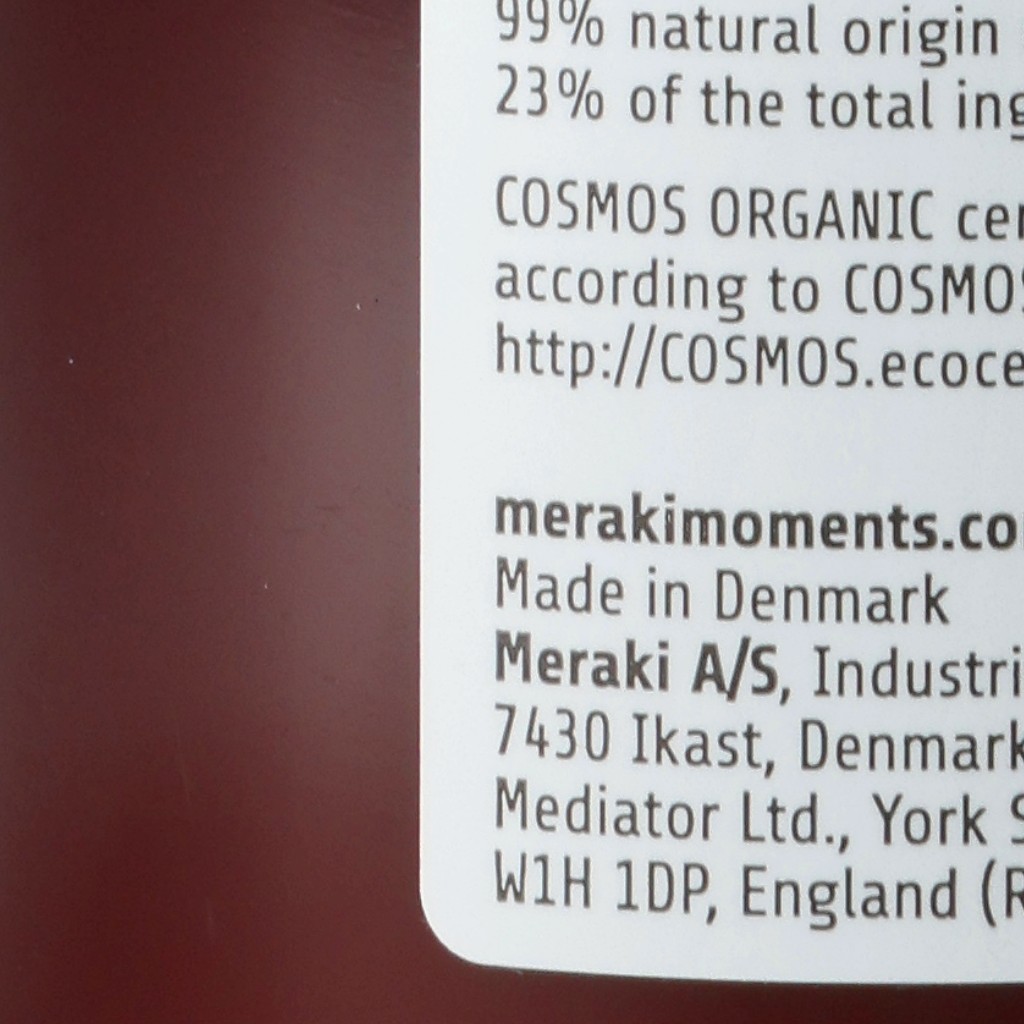 99% natural origin
23% of the total ing
COSMOS ORGANIC cer
according to COSMOS
http://COSMOS.ecoce
merakimoments.co
Made in Denmark
Meraki A/S, Industri
7430 Ikast, Denmark
Mediator Ltd., York S
W1H 1DP, England (R